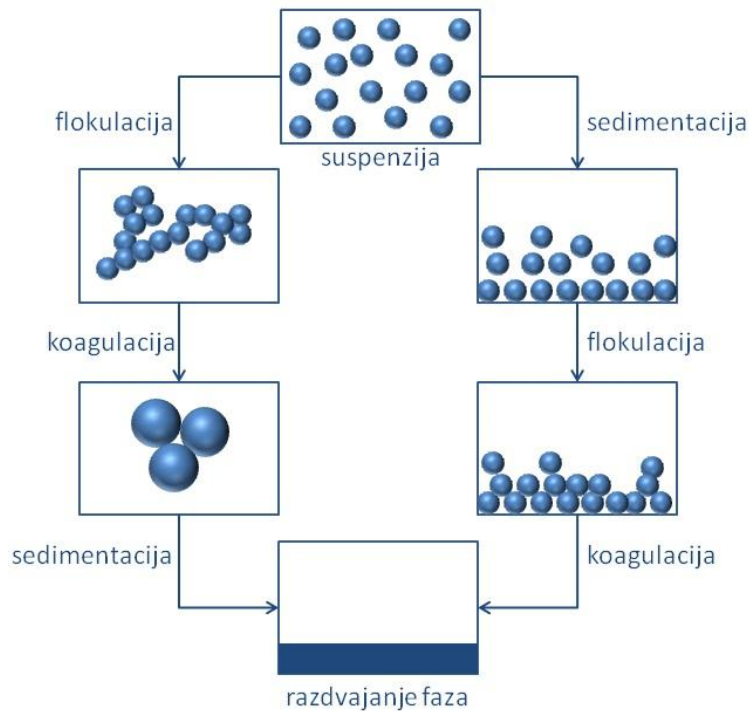 flokulacija
suspenzija
sedimentacija
koagulacija
flokulacija
sedimentacija
koagulacija
razdvajanje faza